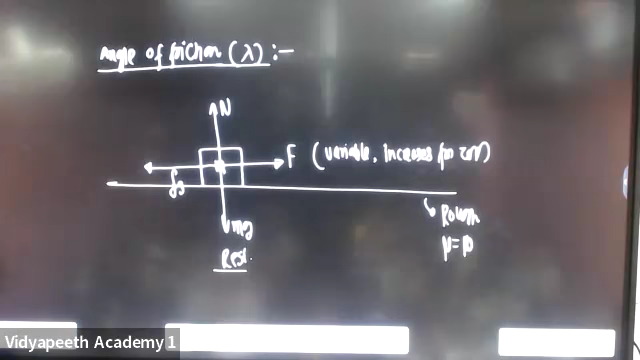 Angle of friction (λ) :-
N
F (variable, increases from zero)
fs
mg
Rough
Rest.
μ = μ
Vidyapeeth Academy 1